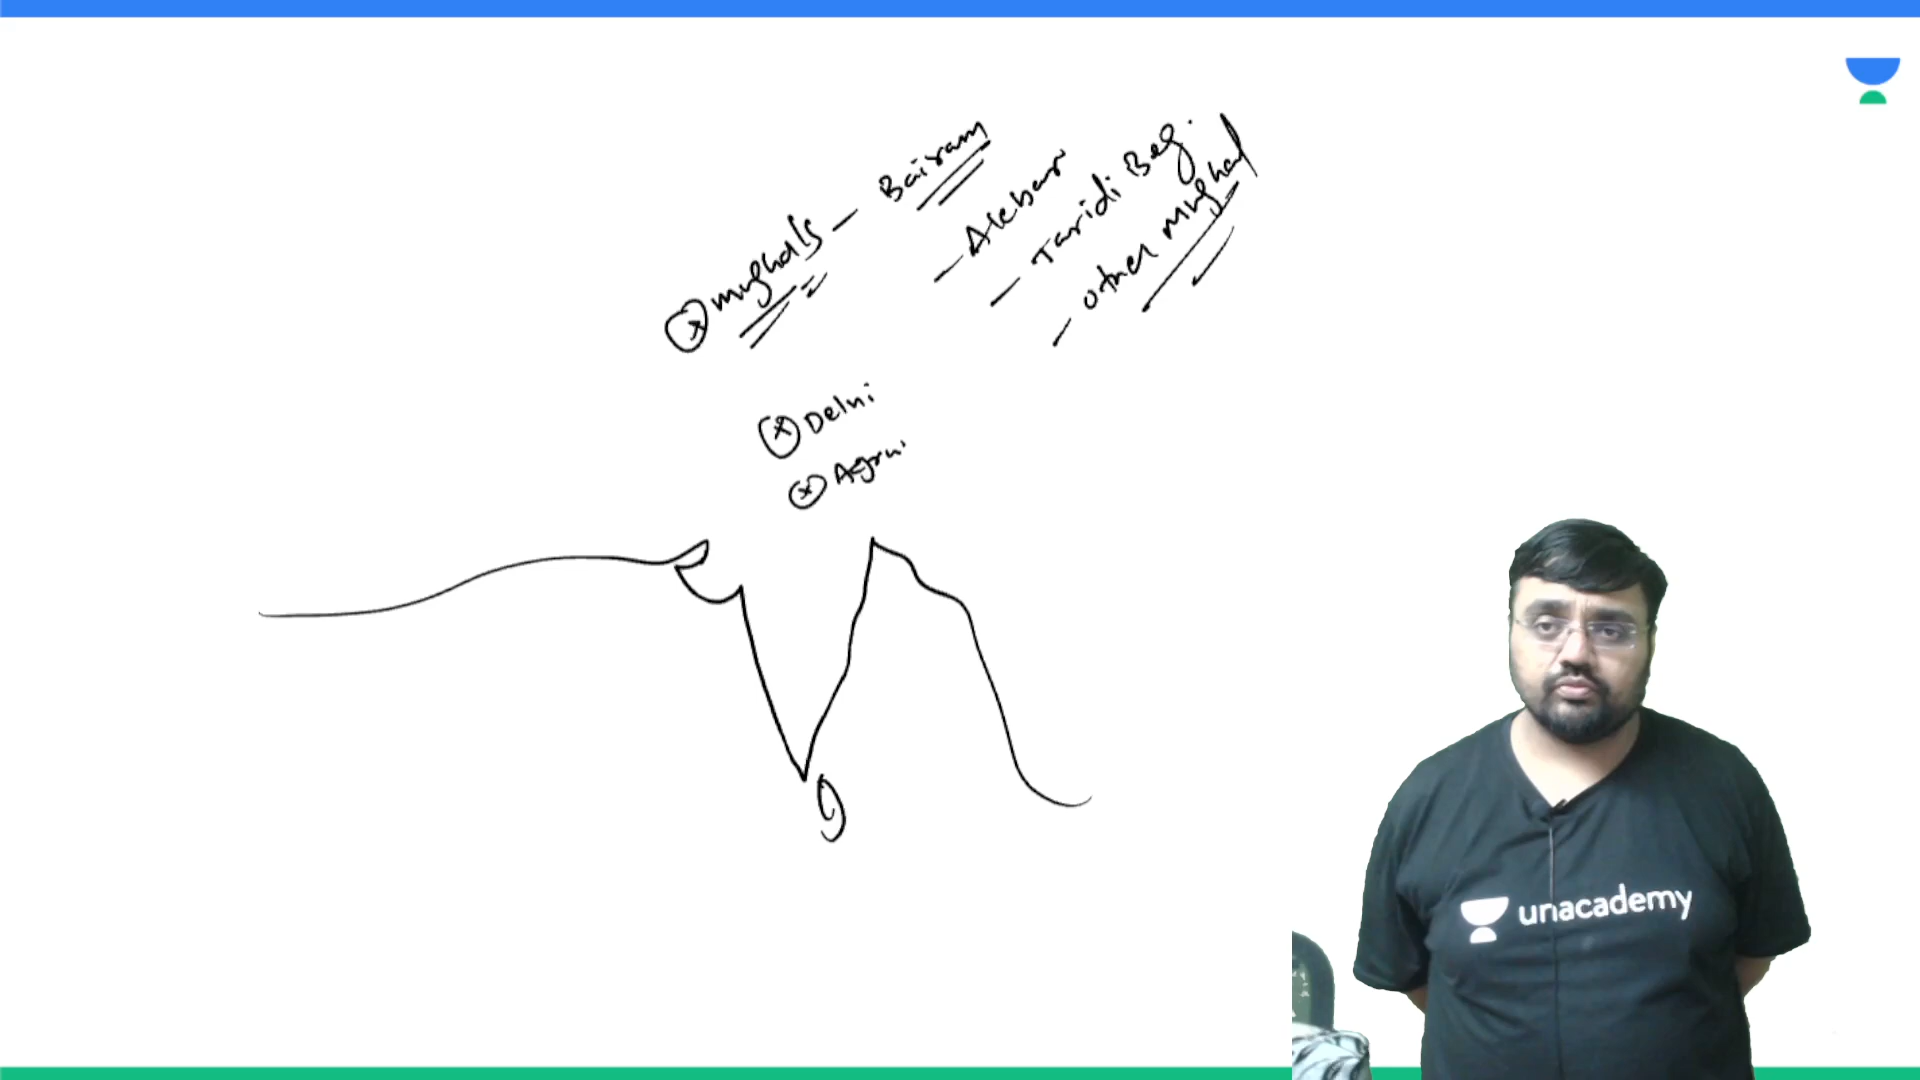 Mughals - Bairam
- Akbar
- Taridi Beg.
- other Mughal
Delhi
Agra
unacademy